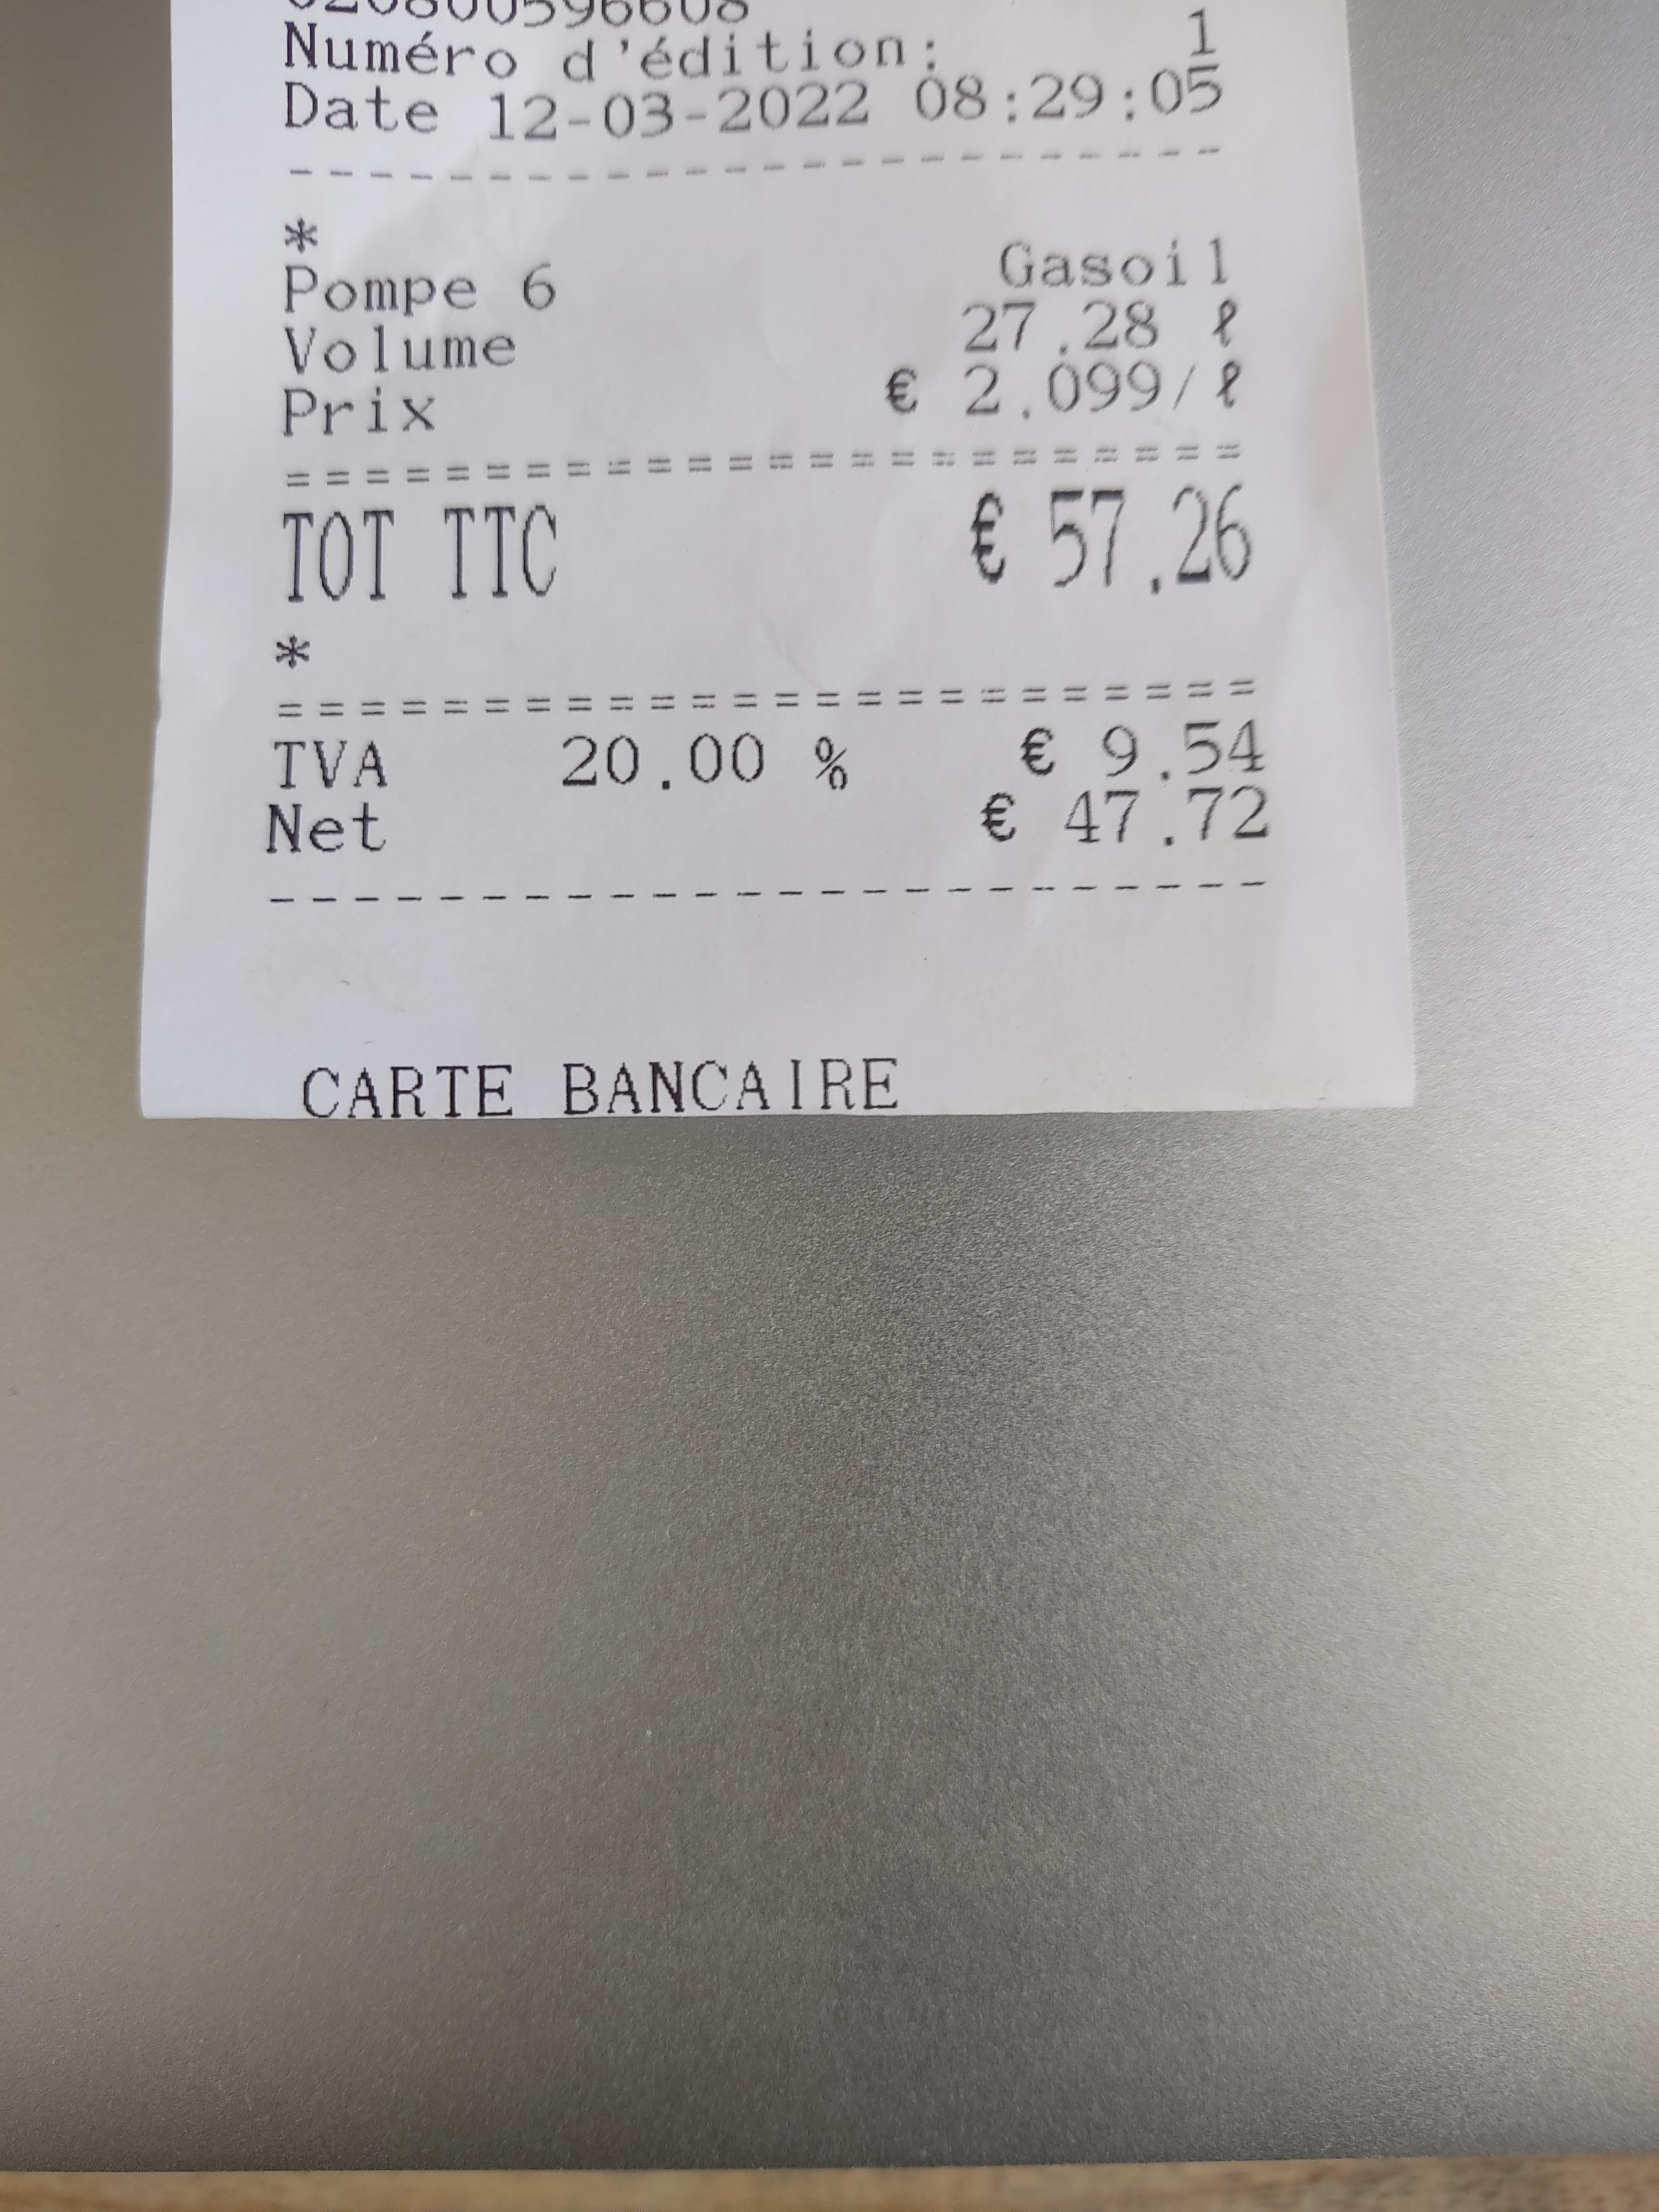 020800596608
Numéro d'édition: 1
Date 12-03-2022 08:29:05
------------------------
*
Pompe 6 Gasoil
Volume 27.28 ℓ
Prix € 2.099/ℓ
========================
TOT TTC € 57.26
*
========================
TVA 20.00 % € 9.54
Net € 47.72
------------------------
CARTE BANCAIRE